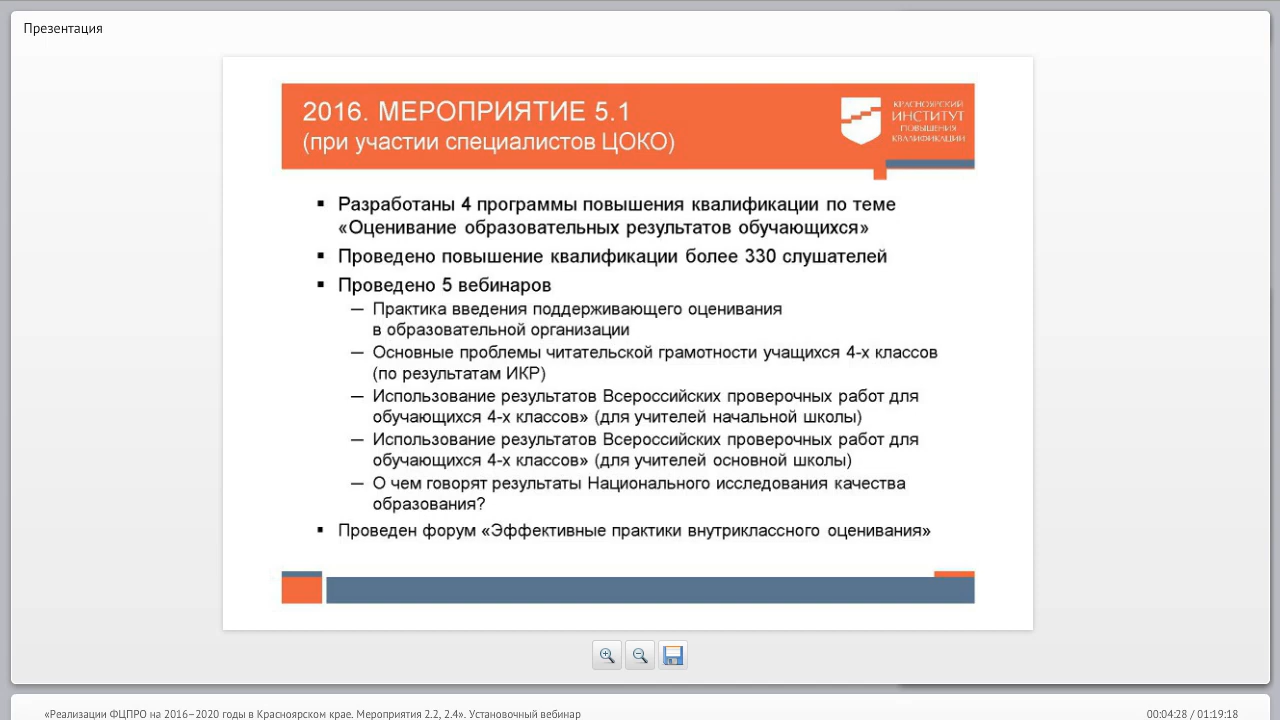 Презентация
2016. МЕРОПРИЯТИЕ 5.1
(при участии специалистов ЦОКО)
КРАСНОЯРСКИЙ
ИНСТИТУТ
ПОВЫШЕНИЯ
КВАЛИФИКАЦИИ
▪ Разработаны 4 программы повышения квалификации по теме
«Оценивание образовательных результатов обучающихся»
▪ Проведено повышение квалификации более 330 слушателей
▪ Проведено 5 вебинаров
— Практика введения поддерживающего оценивания
в образовательной организации
— Основные проблемы читательской грамотности учащихся 4-х классов
(по результатам ИКР)
— Использование результатов Всероссийских проверочных работ для
обучающихся 4-х классов» (для учителей начальной школы)
— Использование результатов Всероссийских проверочных работ для
обучающихся 4-х классов» (для учителей основной школы)
— О чем говорят результаты Национального исследования качества
образования?
▪ Проведен форум «Эффективные практики внутриклассного оценивания»
«Реализации ФЦПРО на 2016–2020 годы в Красноярском крае. Мероприятия 2.2, 2.4». Установочный вебинар
00:04:28 / 01:19:18